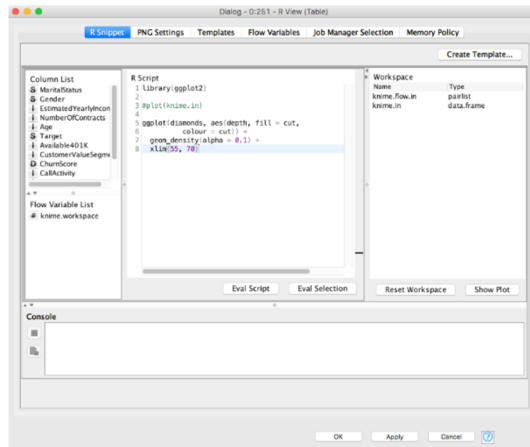 Dialog - 0:251 - R View (Table)
R Snippet PNG Settings Templates Flow Variables Job Manager Selection Memory Policy
Create Template...
Column List
S MaritalStatus
S Gender
I EstimatedYearlyIncon
I NumberOfContracts
I Age
S Target
I Available401K
I CustomerValueSegme
D ChurnScore
I CallActivity
Flow Variable List
knime.workspace
R Script
1 library(ggplot2)
2
3 #plot(knime.in)
4
5 ggplot(diamonds, aes(depth, fill = cut,
6 colour = cut)) +
7 geom_density(alpha = 0.1) +
8 xlim(55, 70)
Eval Script Eval Selection
Workspace
Name Type
knime.flow.in pairlist
knime.in data.frame
Reset Workspace Show Plot
Console
OK Apply Cancel ?